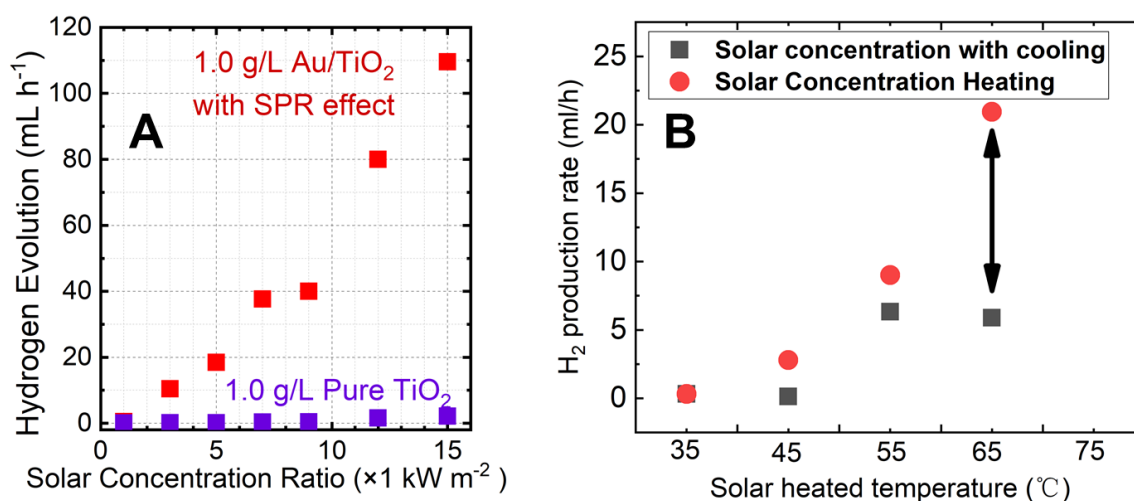 A
1.0 g/L Au/TiO₂
with SPR effect
1.0 g/L Pure TiO₂
Hydrogen Evolution (mL h⁻¹)
120
100
80
60
40
20
0
0 5 10 15
Solar Concentration Ratio (×1 kW m⁻²)
B
Solar concentration with cooling
Solar Concentration Heating
H₂ production rate (ml/h)
25
20
15
10
5
0
35 45 55 65 75
Solar heated temperature (℃)